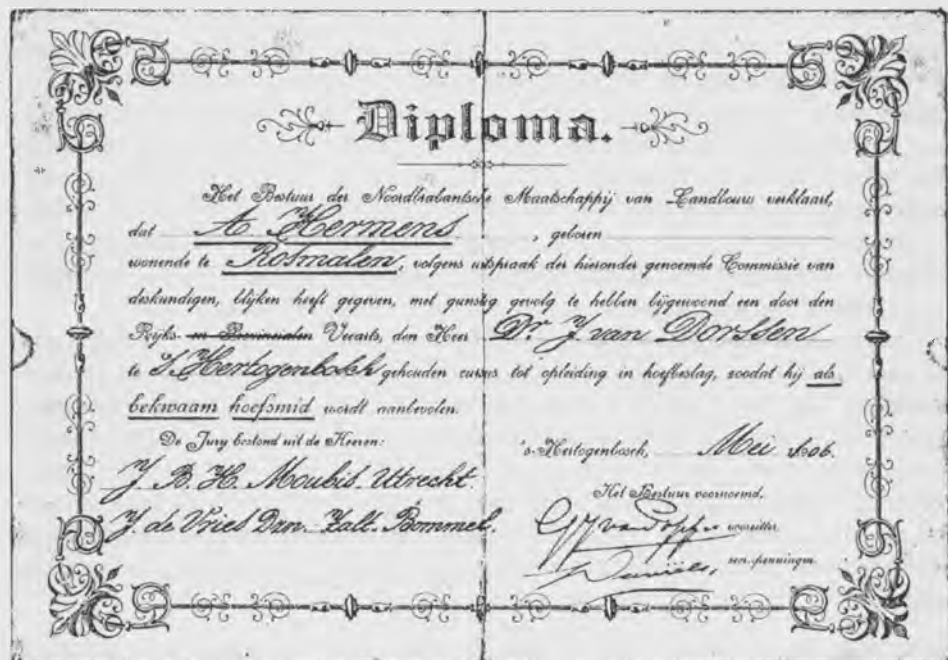 Diploma.
Het Bestuur der Noordbrabantsche Maatschappij van Landbouw verklaart,
dat A. Hermens , geboren
wonende te Rosmalen, volgens uitspraak der hieronder genoemde Commissie van
deskundigen, blijken heeft gegeven, met gunstig gevolg te hebben bijgewoond een door den
Rijks- en Provincialen Veearts, den Heer Dr. J. van Dorssen
te 's Hertogenbosch gehouden cursus tot opleiding in hoefbeslag, zoodat hij als
bekwaam hoefsmid wordt aanbevolen.
De Jury bestond uit de Heeren:
's-Hertogenbosch, Mei 1906.
J. B. H. Moubis. Utrecht.
Het Bestuur voornoemd,
J. de Vries Dzn. Zalt-Bommel.
voorzitter
secr. penningm.